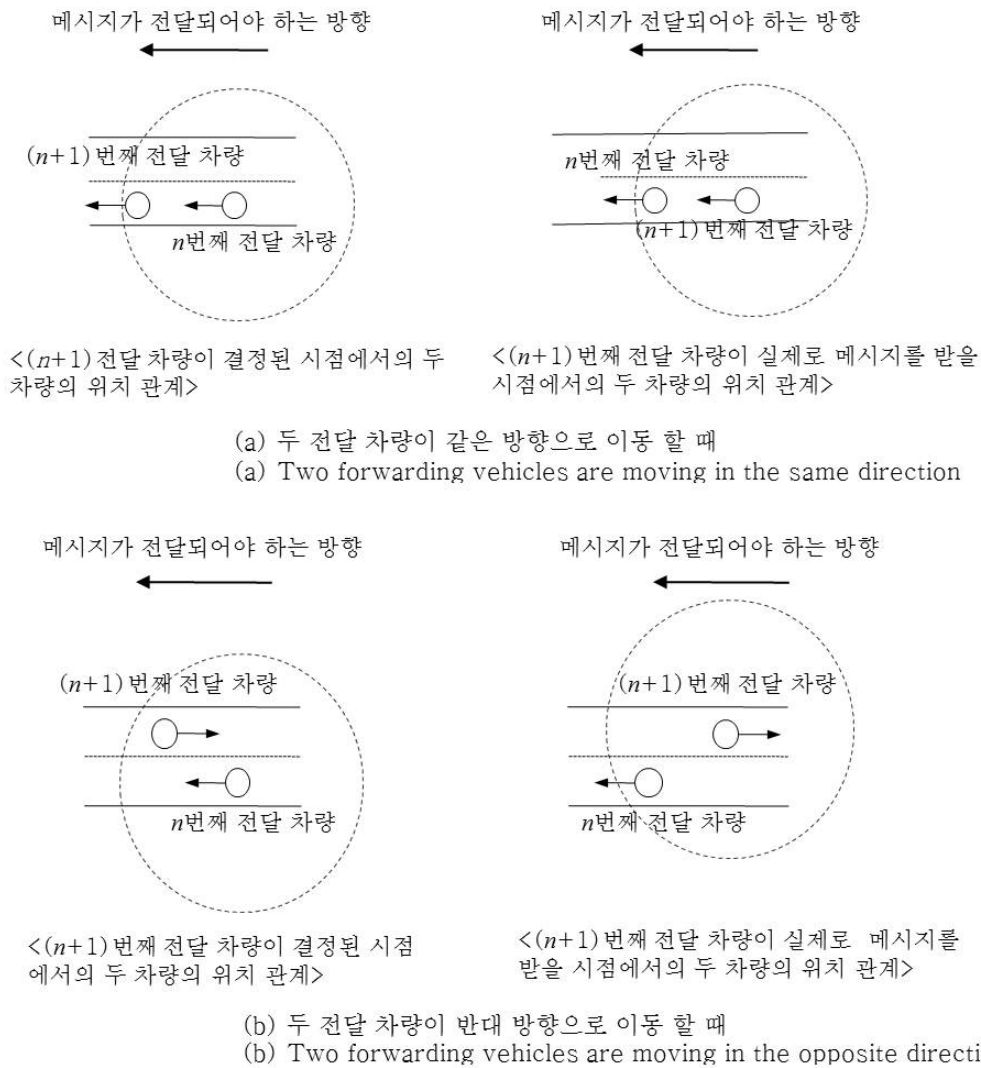 메시지가 전달되어야 하는 방향
메시지가 전달되어야 하는 방향
(n+1)번째 전달 차량
n번째 전달 차량
n번째 전달 차량
(n+1)번째 전달 차량
<(n+1)전달 차량이 결정된 시점에서의 두
차량의 위치 관계>
<(n+1)번째 전달 차량이 실제로 메시지를 받을
시점에서의 두 차량의 위치 관계>
(a) 두 전달 차량이 같은 방향으로 이동 할 때
(a) Two forwarding vehicles are moving in the same direction
메시지가 전달되어야 하는 방향
메시지가 전달되어야 하는 방향
(n+1)번째 전달 차량
(n+1)번째 전달 차량
n번째 전달 차량
n번째 전달 차량
<(n+1)번째 전달 차량이 결정된 시점
에서의 두 차량의 위치 관계>
<(n+1)번째 전달 차량이 실제로 메시지를
받을 시점에서의 두 차량의 위치 관계>
(b) 두 전달 차량이 반대 방향으로 이동 할 때
(b) Two forwarding vehicles are moving in the opposite directi